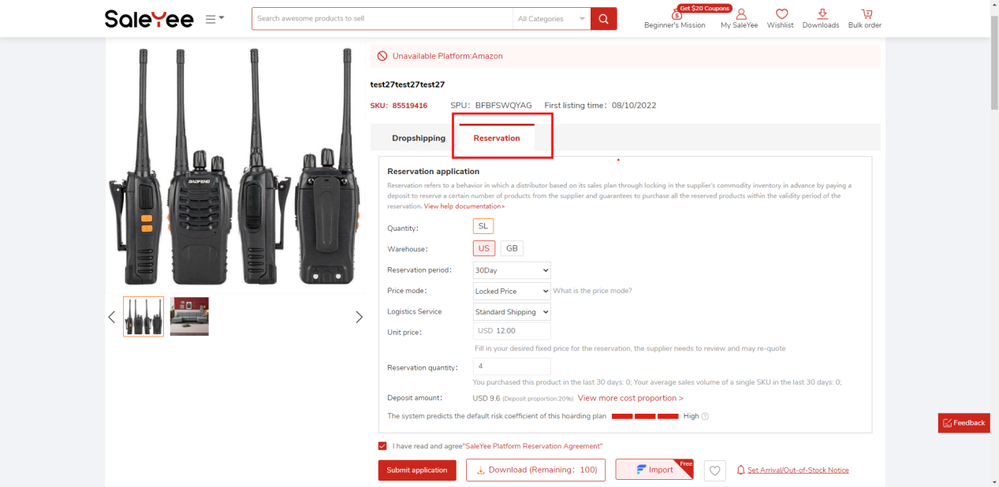 SaleYee
Search awesome products to sell
All Categories
Get $20 Coupons
Beginner's Mission
My SaleYee
Wishlist
Downloads
Bulk order
Unavailable Platform:Amazon
test27test27test27
SKU: 85519416 SPU: BFBFSWQYAG First listing time: 08/10/2022
Dropshipping
Reservation
BAOFENG
Reservation application
Reservation refers to a behavior in which a distributor based on its sales plan through locking in the supplier's commodity inventory in advance by paying a
deposit to reserve a certain number of products from the supplier and guarantees to purchase all the reserved products within the validity period of the
reservation. View help documentation>
Quantity: SL
Warehouse: US GB
Reservation period: 30Day
Price mode: Locked Price What is the price mode?
Logistics Service Standard Shipping
Unit price: USD 12.00
Fill in your desired fixed price for the reservation, the supplier needs to review and may re-quote
Reservation quantity: 4
You purchased this product in the last 30 days: 0; Your average sales volume of a single SKU in the last 30 days: 0;
Deposit amount: USD 9.6 (Deposit proportion:20%) View more cost proportion >
The system predicts the default risk coefficient of this hoarding plan High ?
Feedback
I have read and agree"SaleYee Platform Reservation Agreement"
Submit application
Download (Remaining: 100)
Import
Free
Set Arrival/Out-of-Stock Notice